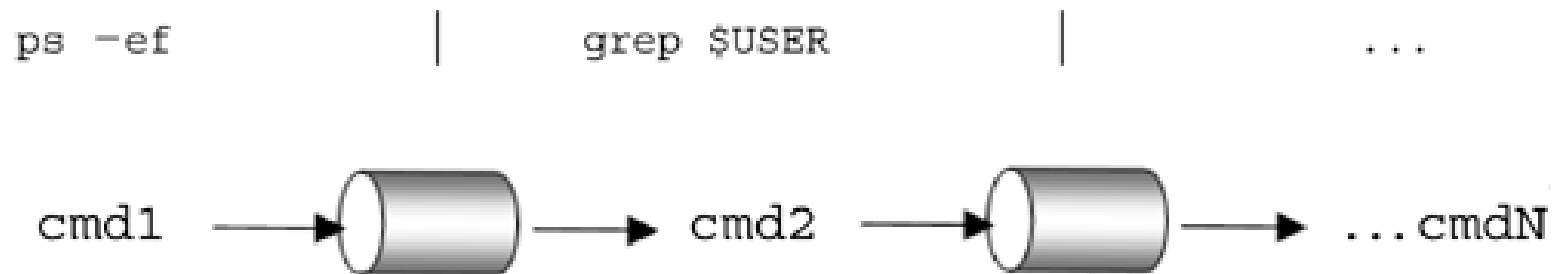 ps -ef | grep $USER | ...
cmd1 cmd2 ...cmdN